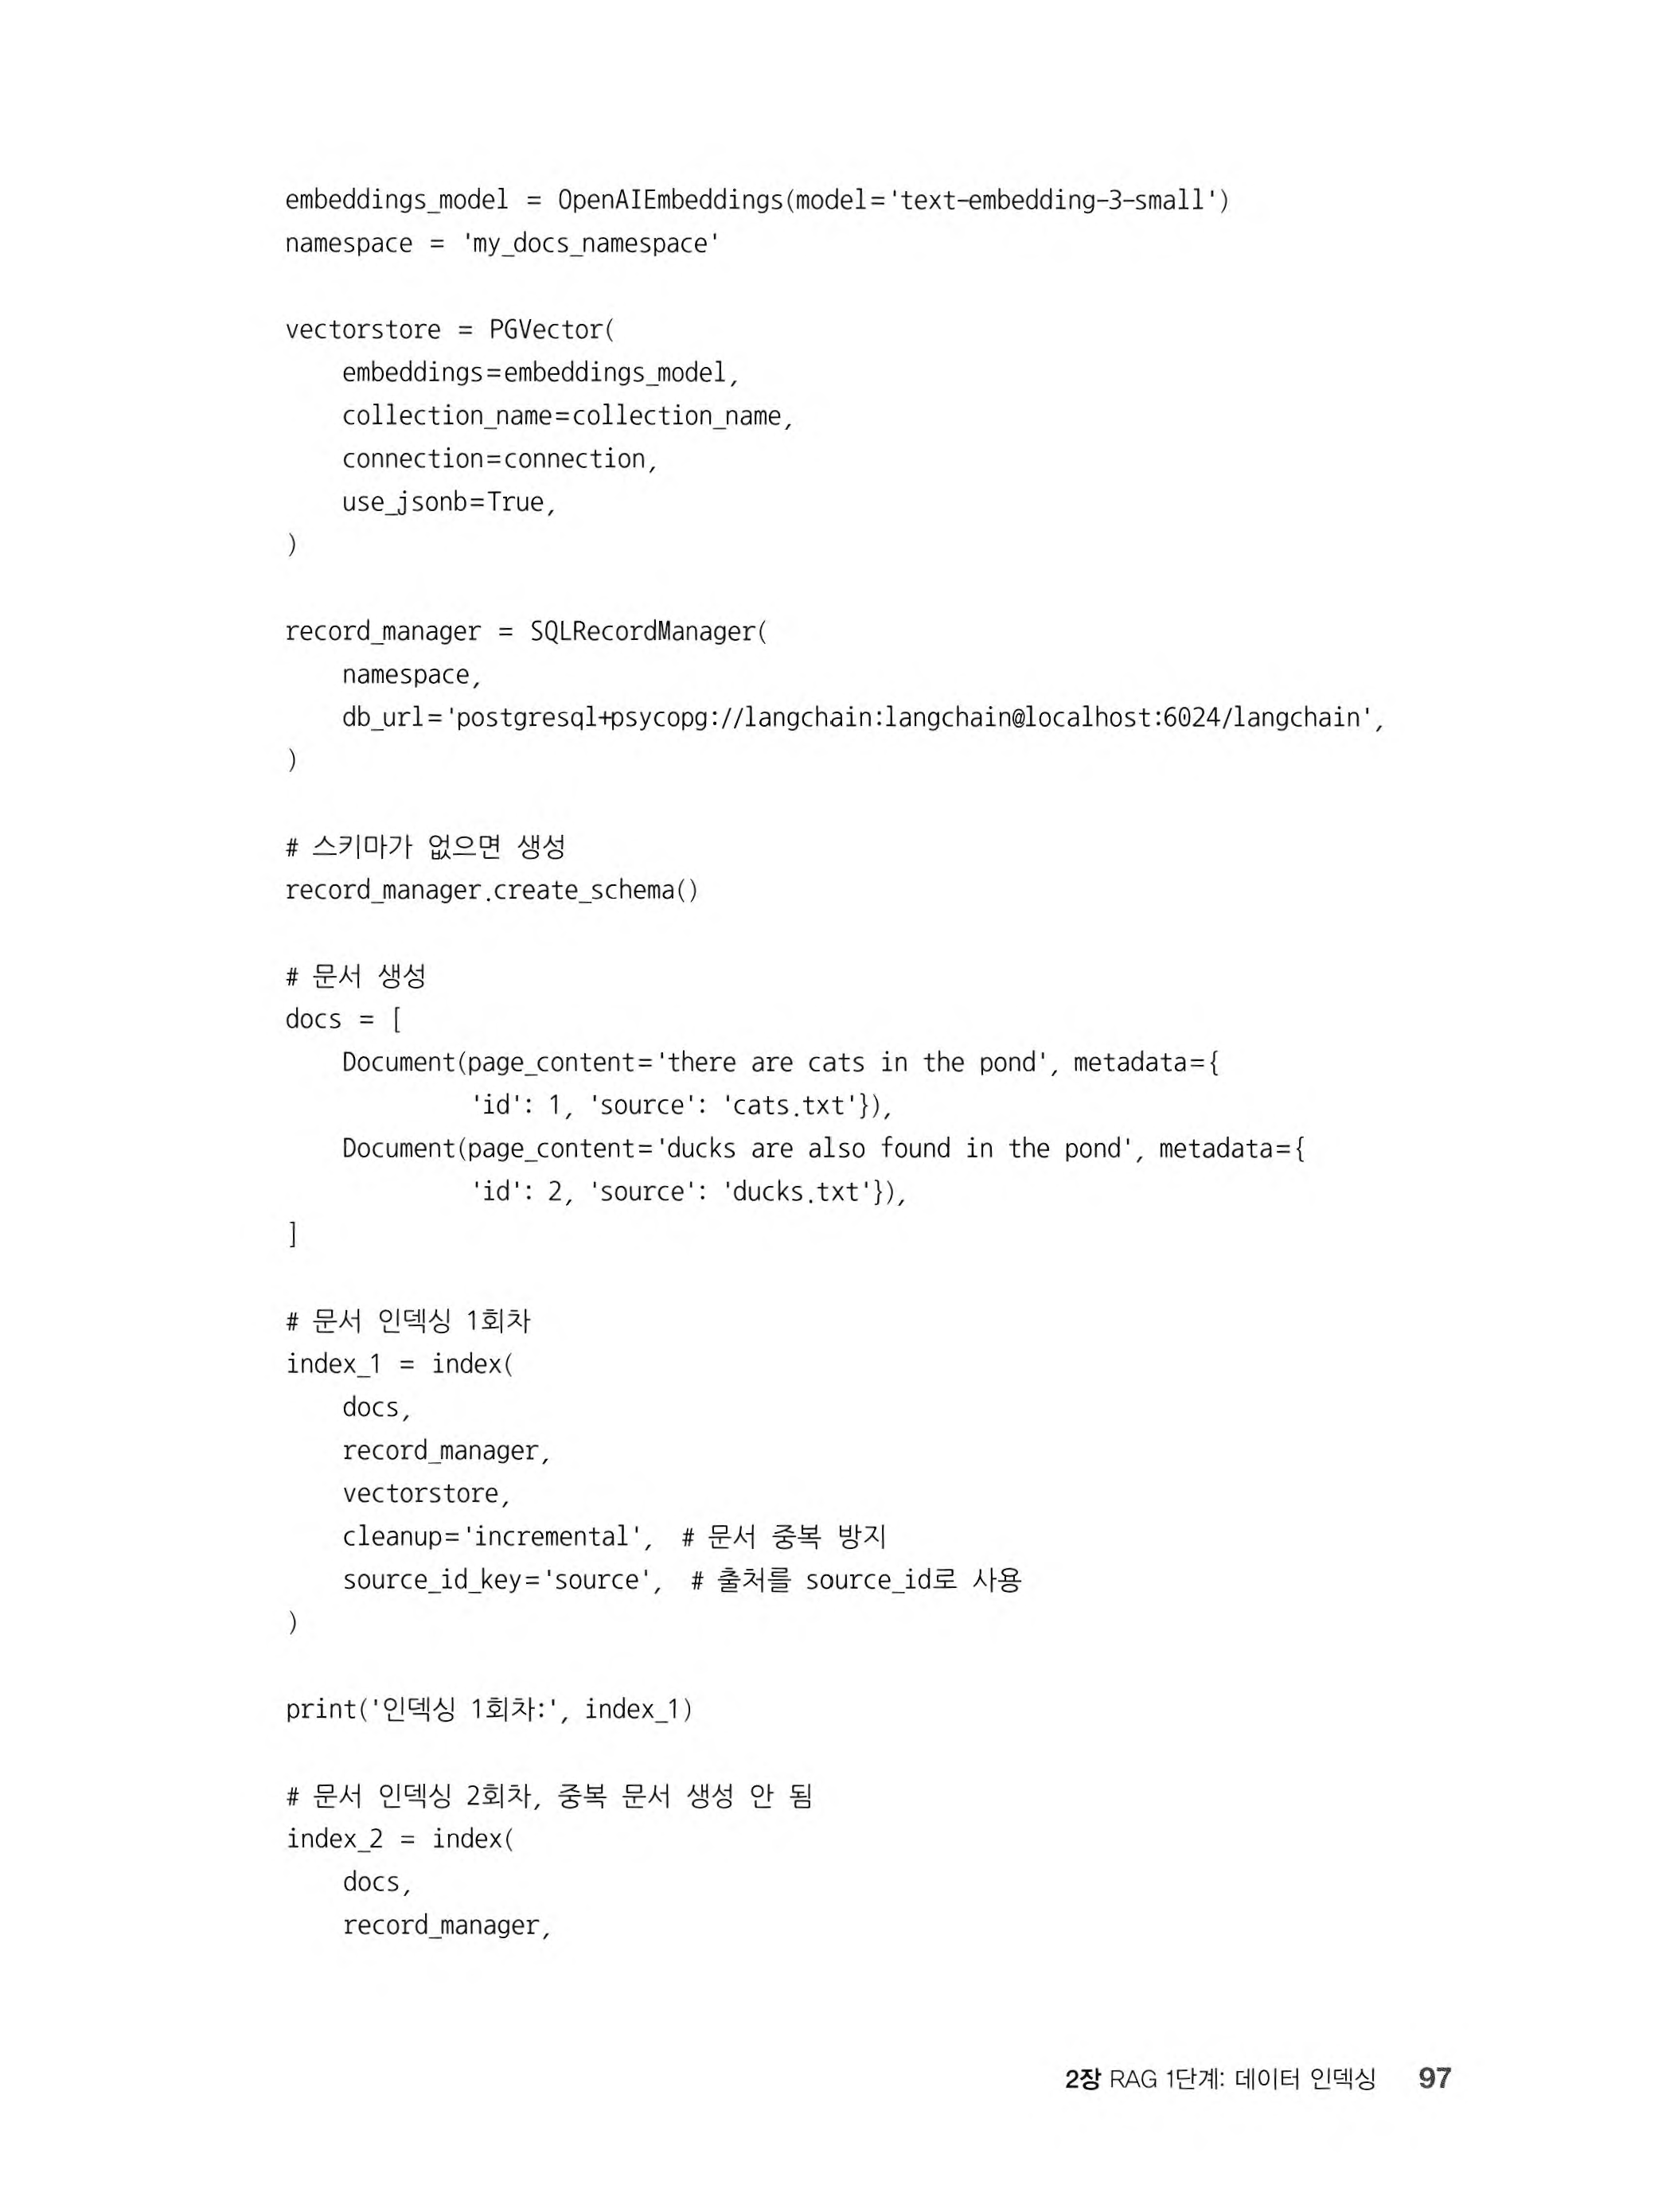 embeddings_model = OpenAIEmbeddings(model='text-embedding-3-small')
namespace = 'my_docs_namespace'

vectorstore = PGVector(
    embeddings=embeddings_model,
    collection_name=collection_name,
    connection=connection,
    use_jsonb=True,
)

record_manager = SQLRecordManager(
    namespace,
    db_url='postgresql+psycopg://langchain:langchain@localhost:6024/langchain',
)

# 스키마가 없으면 생성
record_manager.create_schema()

# 문서 생성
docs = [
    Document(page_content='there are cats in the pond', metadata={
        'id': 1, 'source': 'cats.txt'}),
    Document(page_content='ducks are also found in the pond', metadata={
        'id': 2, 'source': 'ducks.txt'}),
]

# 문서 인덱싱 1회차
index_1 = index(
    docs,
    record_manager,
    vectorstore,
    cleanup='incremental',  # 문서 중복 방지
    source_id_key='source',  # 출처를 source_id로 사용
)

print('인덱싱 1회차:', index_1)

# 문서 인덱싱 2회차, 중복 문서 생성 안 됨
index_2 = index(
    docs,
    record_manager,

2장 RAG 1단계: 데이터 인덱싱 97